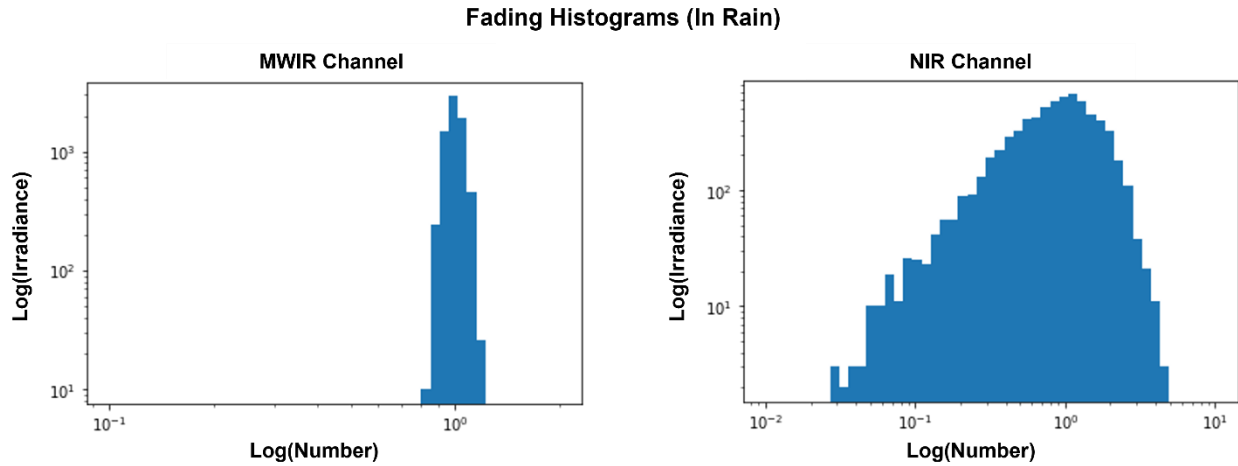 Fading Histograms (In Rain)
MWIR Channel
Log(Irradiance)
10³
10²
10¹
10⁻¹
10⁰
Log(Number)
NIR Channel
Log(Irradiance)
10²
10¹
10⁻²
10⁻¹
10⁰
10¹
Log(Number)